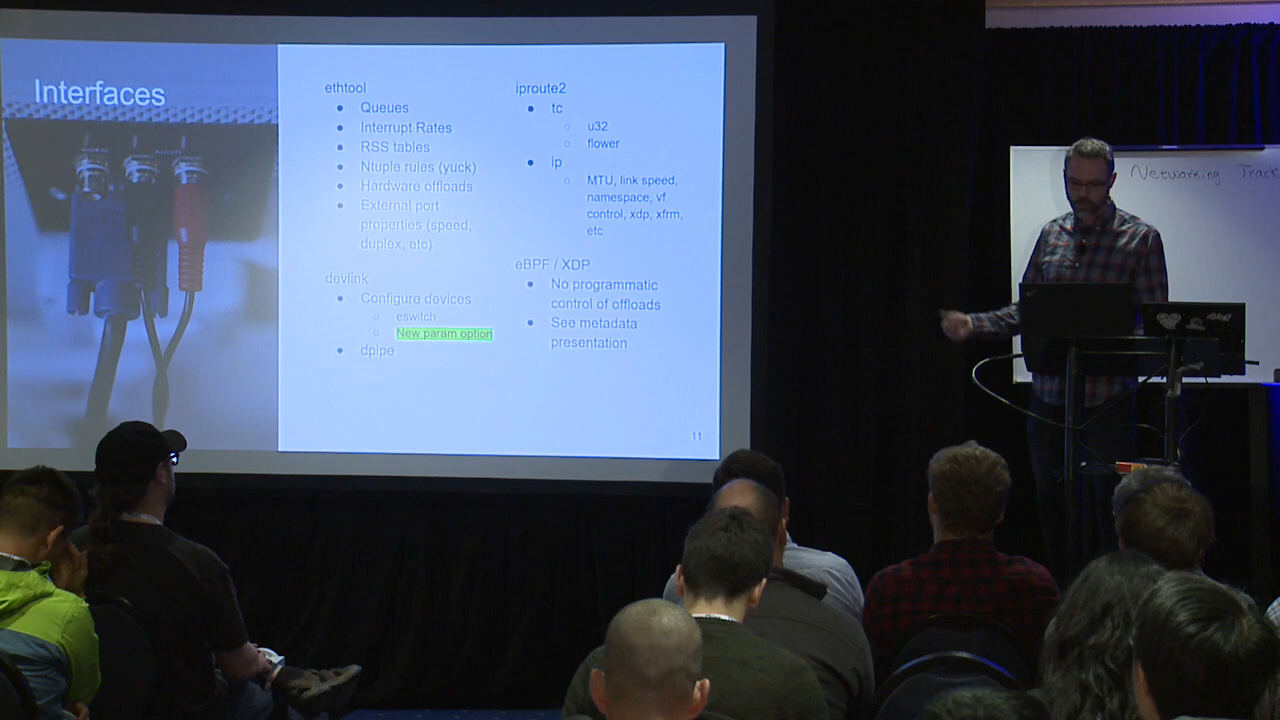 Interfaces
ethtool
Queues
Interrupt Rates
RSS tables
Ntuple rules (yuck)
Hardware offloads
External port
properties (speed,
duplex, etc)
devlink
Configure devices
eswitch
New param option
dpipe
iproute2
tc
u32
flower
ip
MTU, link speed,
namespace, vf
control, xdp, xfrm,
etc
eBPF / XDP
No programmatic
control of offloads
See metadata
presentation
11
Networking Track